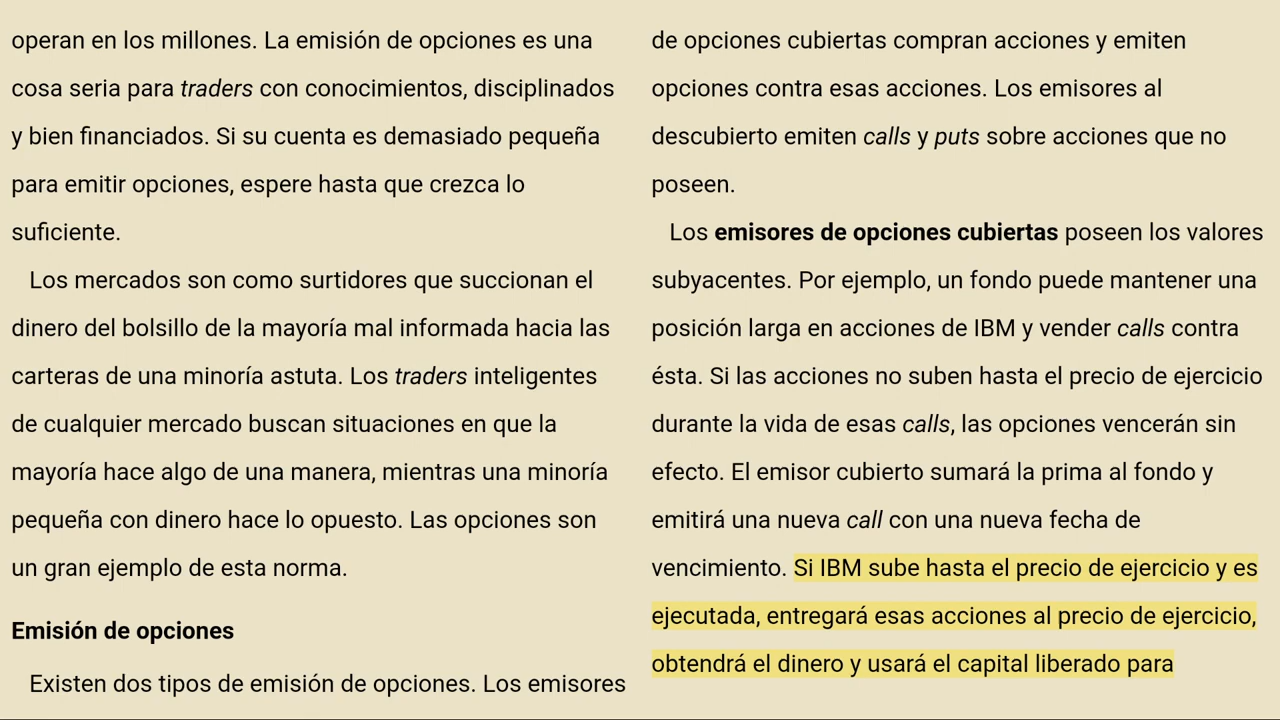 operan en los millones. La emisión de opciones es una
cosa seria para traders con conocimientos, disciplinados
y bien financiados. Si su cuenta es demasiado pequeña
para emitir opciones, espere hasta que crezca lo
suficiente.
Los mercados son como surtidores que succionan el
dinero del bolsillo de la mayoría mal informada hacia las
carteras de una minoría astuta. Los traders inteligentes
de cualquier mercado buscan situaciones en que la
mayoría hace algo de una manera, mientras una minoría
pequeña con dinero hace lo opuesto. Las opciones son
un gran ejemplo de esta norma.
Emisión de opciones
Existen dos tipos de emisión de opciones. Los emisores
de opciones cubiertas compran acciones y emiten
opciones contra esas acciones. Los emisores al
descubierto emiten calls y puts sobre acciones que no
poseen.
Los emisores de opciones cubiertas poseen los valores
subyacentes. Por ejemplo, un fondo puede mantener una
posición larga en acciones de IBM y vender calls contra
ésta. Si las acciones no suben hasta el precio de ejercicio
durante la vida de esas calls, las opciones vencerán sin
efecto. El emisor cubierto sumará la prima al fondo y
emitirá una nueva call con una nueva fecha de
vencimiento. Si IBM sube hasta el precio de ejercicio y es
ejecutada, entregará esas acciones al precio de ejercicio,
obtendrá el dinero y usará el capital liberado para